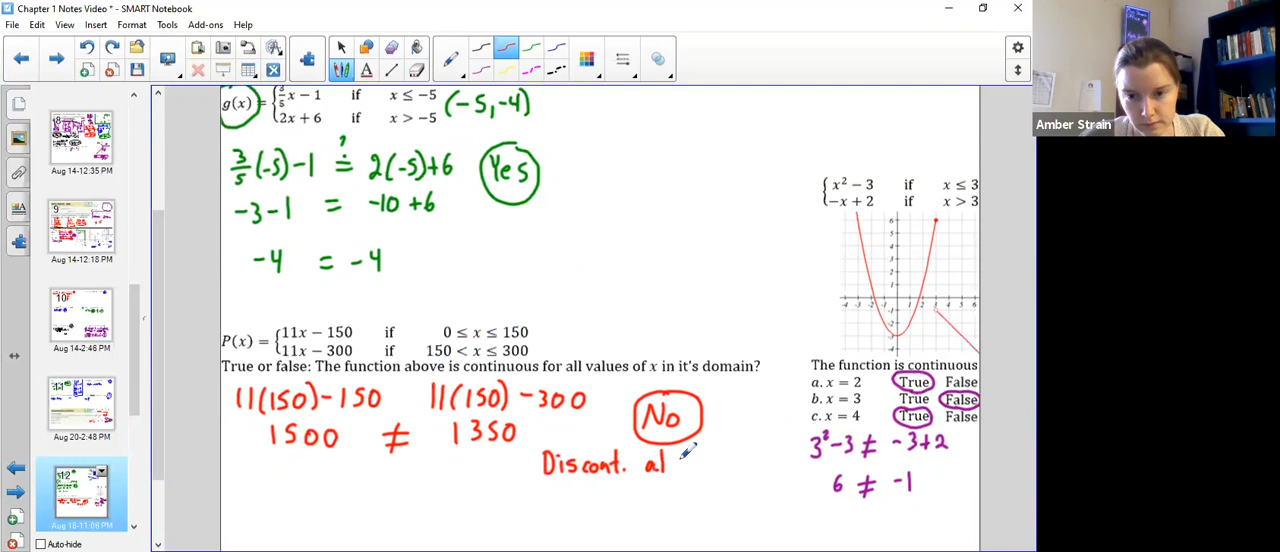 Chapter 1 Notes Video * - SMART Notebook
File Edit View Insert Format Tools Add-ons Help
Amber Strain
g(x) = { 3/5 x − 1 if x ≤ −5 (−5, −4)
2x + 6 if x > −5
3/5 (−5) − 1 ?= 2(−5) + 6 Yes
−3 − 1 = −10 + 6
−4 = −4
P(x) = { 11x − 150 if 0 ≤ x ≤ 150
11x − 300 if 150 < x ≤ 300
True or false: The function above is continuous for all values of x in it's domain?
11(150) − 150 11(150) − 300 No
1500 ≠ 1350
Discont. at
{ x² − 3 if x ≤ 3
−x + 2 if x > 3
The function is continuous
a. x = 2 True False
b. x = 3 True False
c. x = 4 True False
3² − 3 ≠ −3 + 2
6 ≠ −1
18
Aug 14-12:35 PM
9
Aug 14-12:18 PM
10
Aug 14-2:46 PM
Aug 20-2:48 PM
12
Aug 18-11:06 PM
Auto-hide